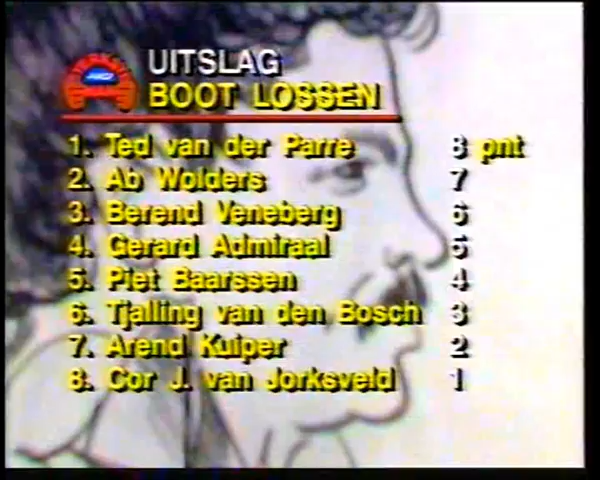 UITSLAG
BOOT LOSSEN
1. Ted van der Parre 8 pnt
2. Ab Wolders 7
3. Berend Veneberg 6
4. Gerard Admiraal 5
5. Piet Baarssen 4
6. Tjalling van den Bosch 3
7. Arend Kuiper 2
8. Cor J. van Jorksveld 1